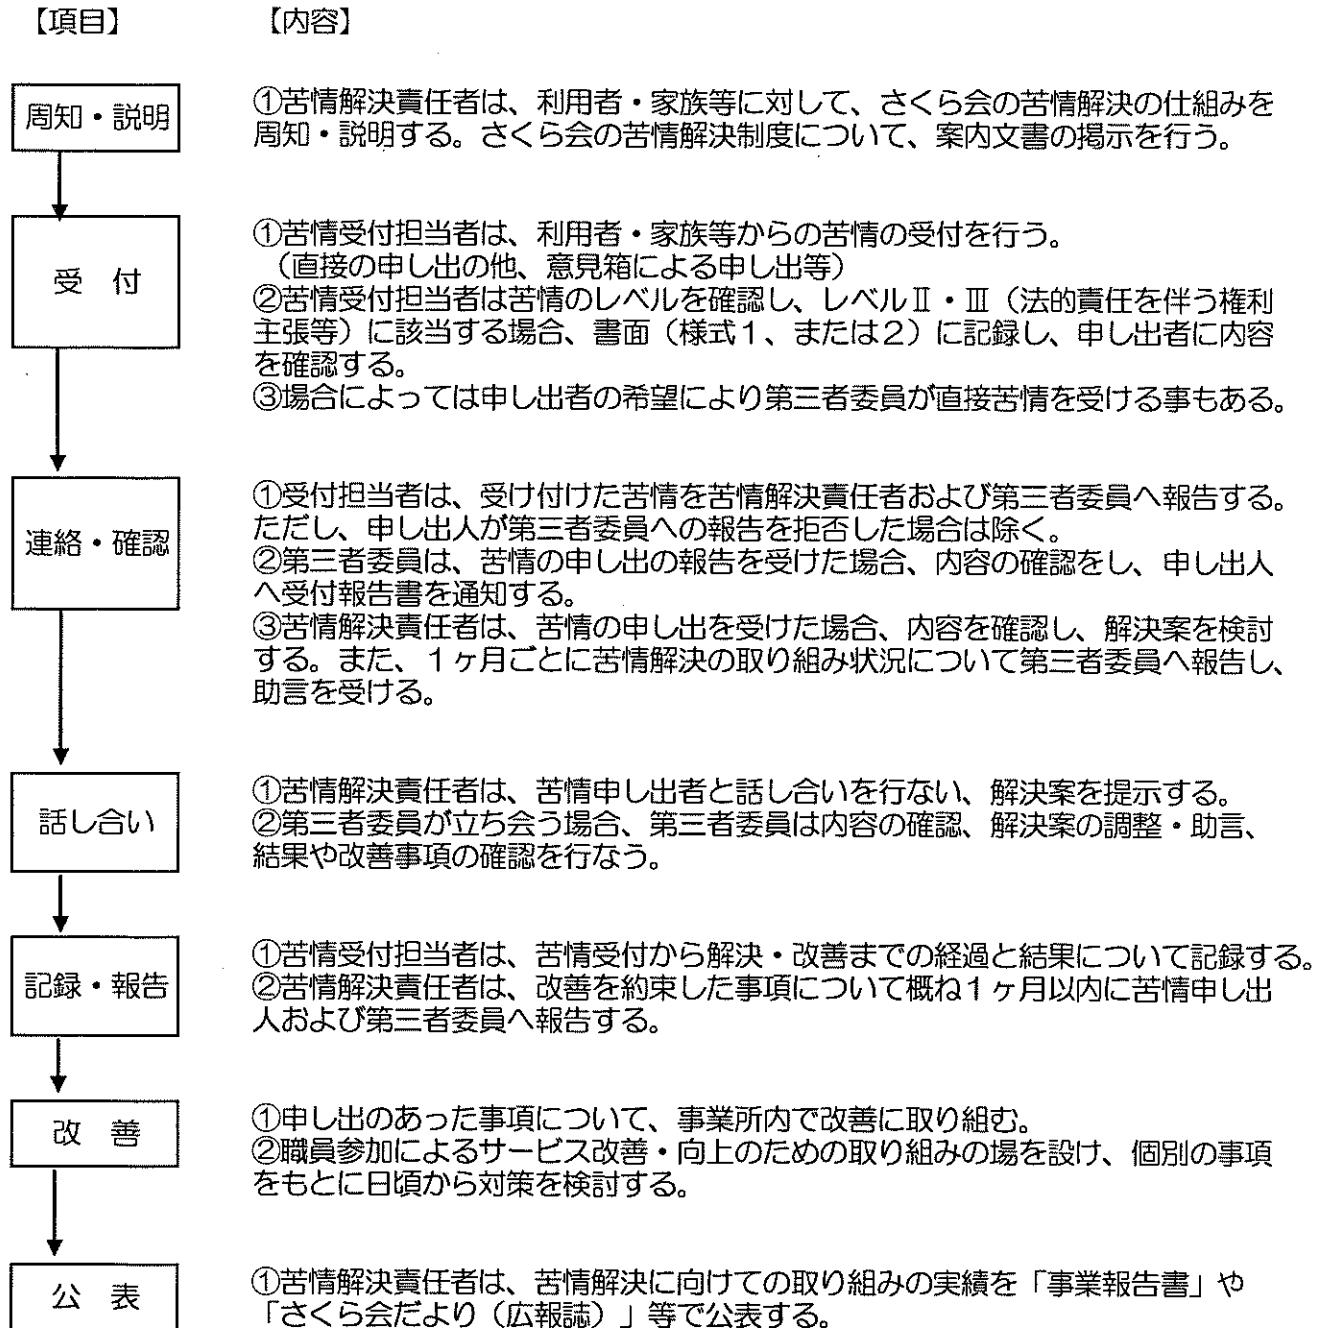 【項目】 【内容】
周知・説明
①苦情解決責任者は、利用者・家族等に対して、さくら会の苦情解決の仕組みを
周知・説明する。さくら会の苦情解決制度について、案内文書の掲示を行う。
受　付
①苦情受付担当者は、利用者・家族等からの苦情の受付を行う。
（直接の申し出の他、意見箱による申し出等）
②苦情受付担当者は苦情のレベルを確認し、レベルⅡ・Ⅲ（法的責任を伴う権利
主張等）に該当する場合、書面（様式１、または２）に記録し、申し出者に内容
を確認する。
③場合によっては申し出者の希望により第三者委員が直接苦情を受ける事もある。
連絡・確認
①受付担当者は、受け付けた苦情を苦情解決責任者および第三者委員へ報告する。
ただし、申し出人が第三者委員への報告を拒否した場合は除く。
②第三者委員は、苦情の申し出の報告を受けた場合、内容の確認をし、申し出人
へ受付報告書を通知する。
③苦情解決責任者は、苦情の申し出を受けた場合、内容を確認し、解決案を検討
する。また、１ヶ月ごとに苦情解決の取り組み状況について第三者委員へ報告し、
助言を受ける。
話し合い
①苦情解決責任者は、苦情申し出者と話し合いを行ない、解決案を提示する。
②第三者委員が立ち会う場合、第三者委員は内容の確認、解決案の調整・助言、
結果や改善事項の確認を行なう。
記録・報告
①苦情受付担当者は、苦情受付から解決・改善までの経過と結果について記録する。
②苦情解決責任者は、改善を約束した事項について概ね１ヶ月以内に苦情申し出
人および第三者委員へ報告する。
改　善
①申し出のあった事項について、事業所内で改善に取り組む。
②職員参加によるサービス改善・向上のための取り組みの場を設け、個別の事項
をもとに日頃から対策を検討する。
公　表
①苦情解決責任者は、苦情解決に向けての取り組みの実績を「事業報告書」や
「さくら会だより（広報誌）」等で公表する。